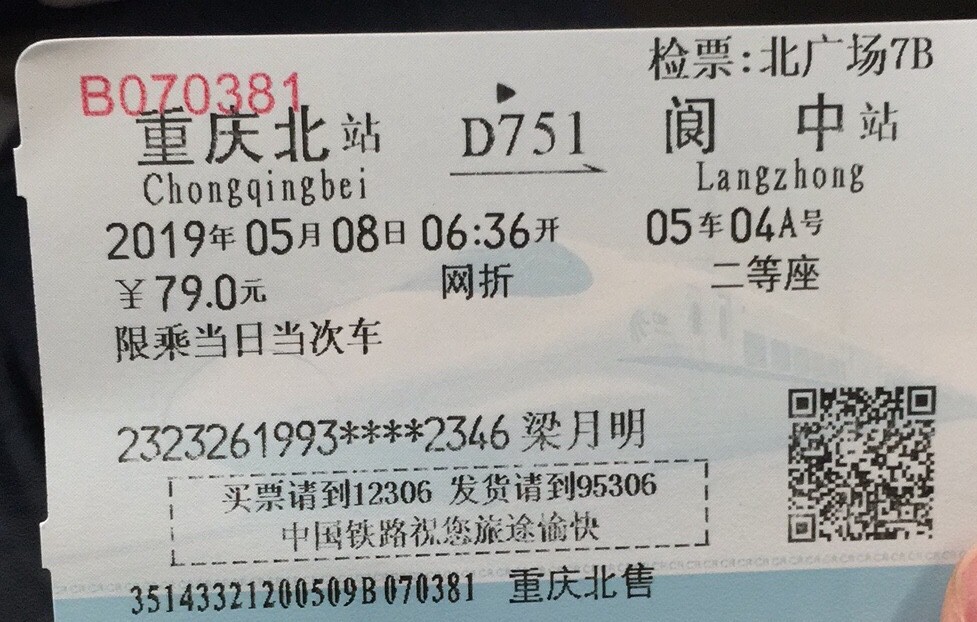 检票:北广场7B
B070381
重庆北站 D751 阆中站
Chongqingbei Langzhong
2019年05月08日 06:36开 05车04A号
￥79.0元 网折 二等座
限乘当日当次车
2323261993****2346 梁月明
买票请到12306 发货请到95306
中国铁路祝您旅途愉快
35143321200509B070381 重庆北售